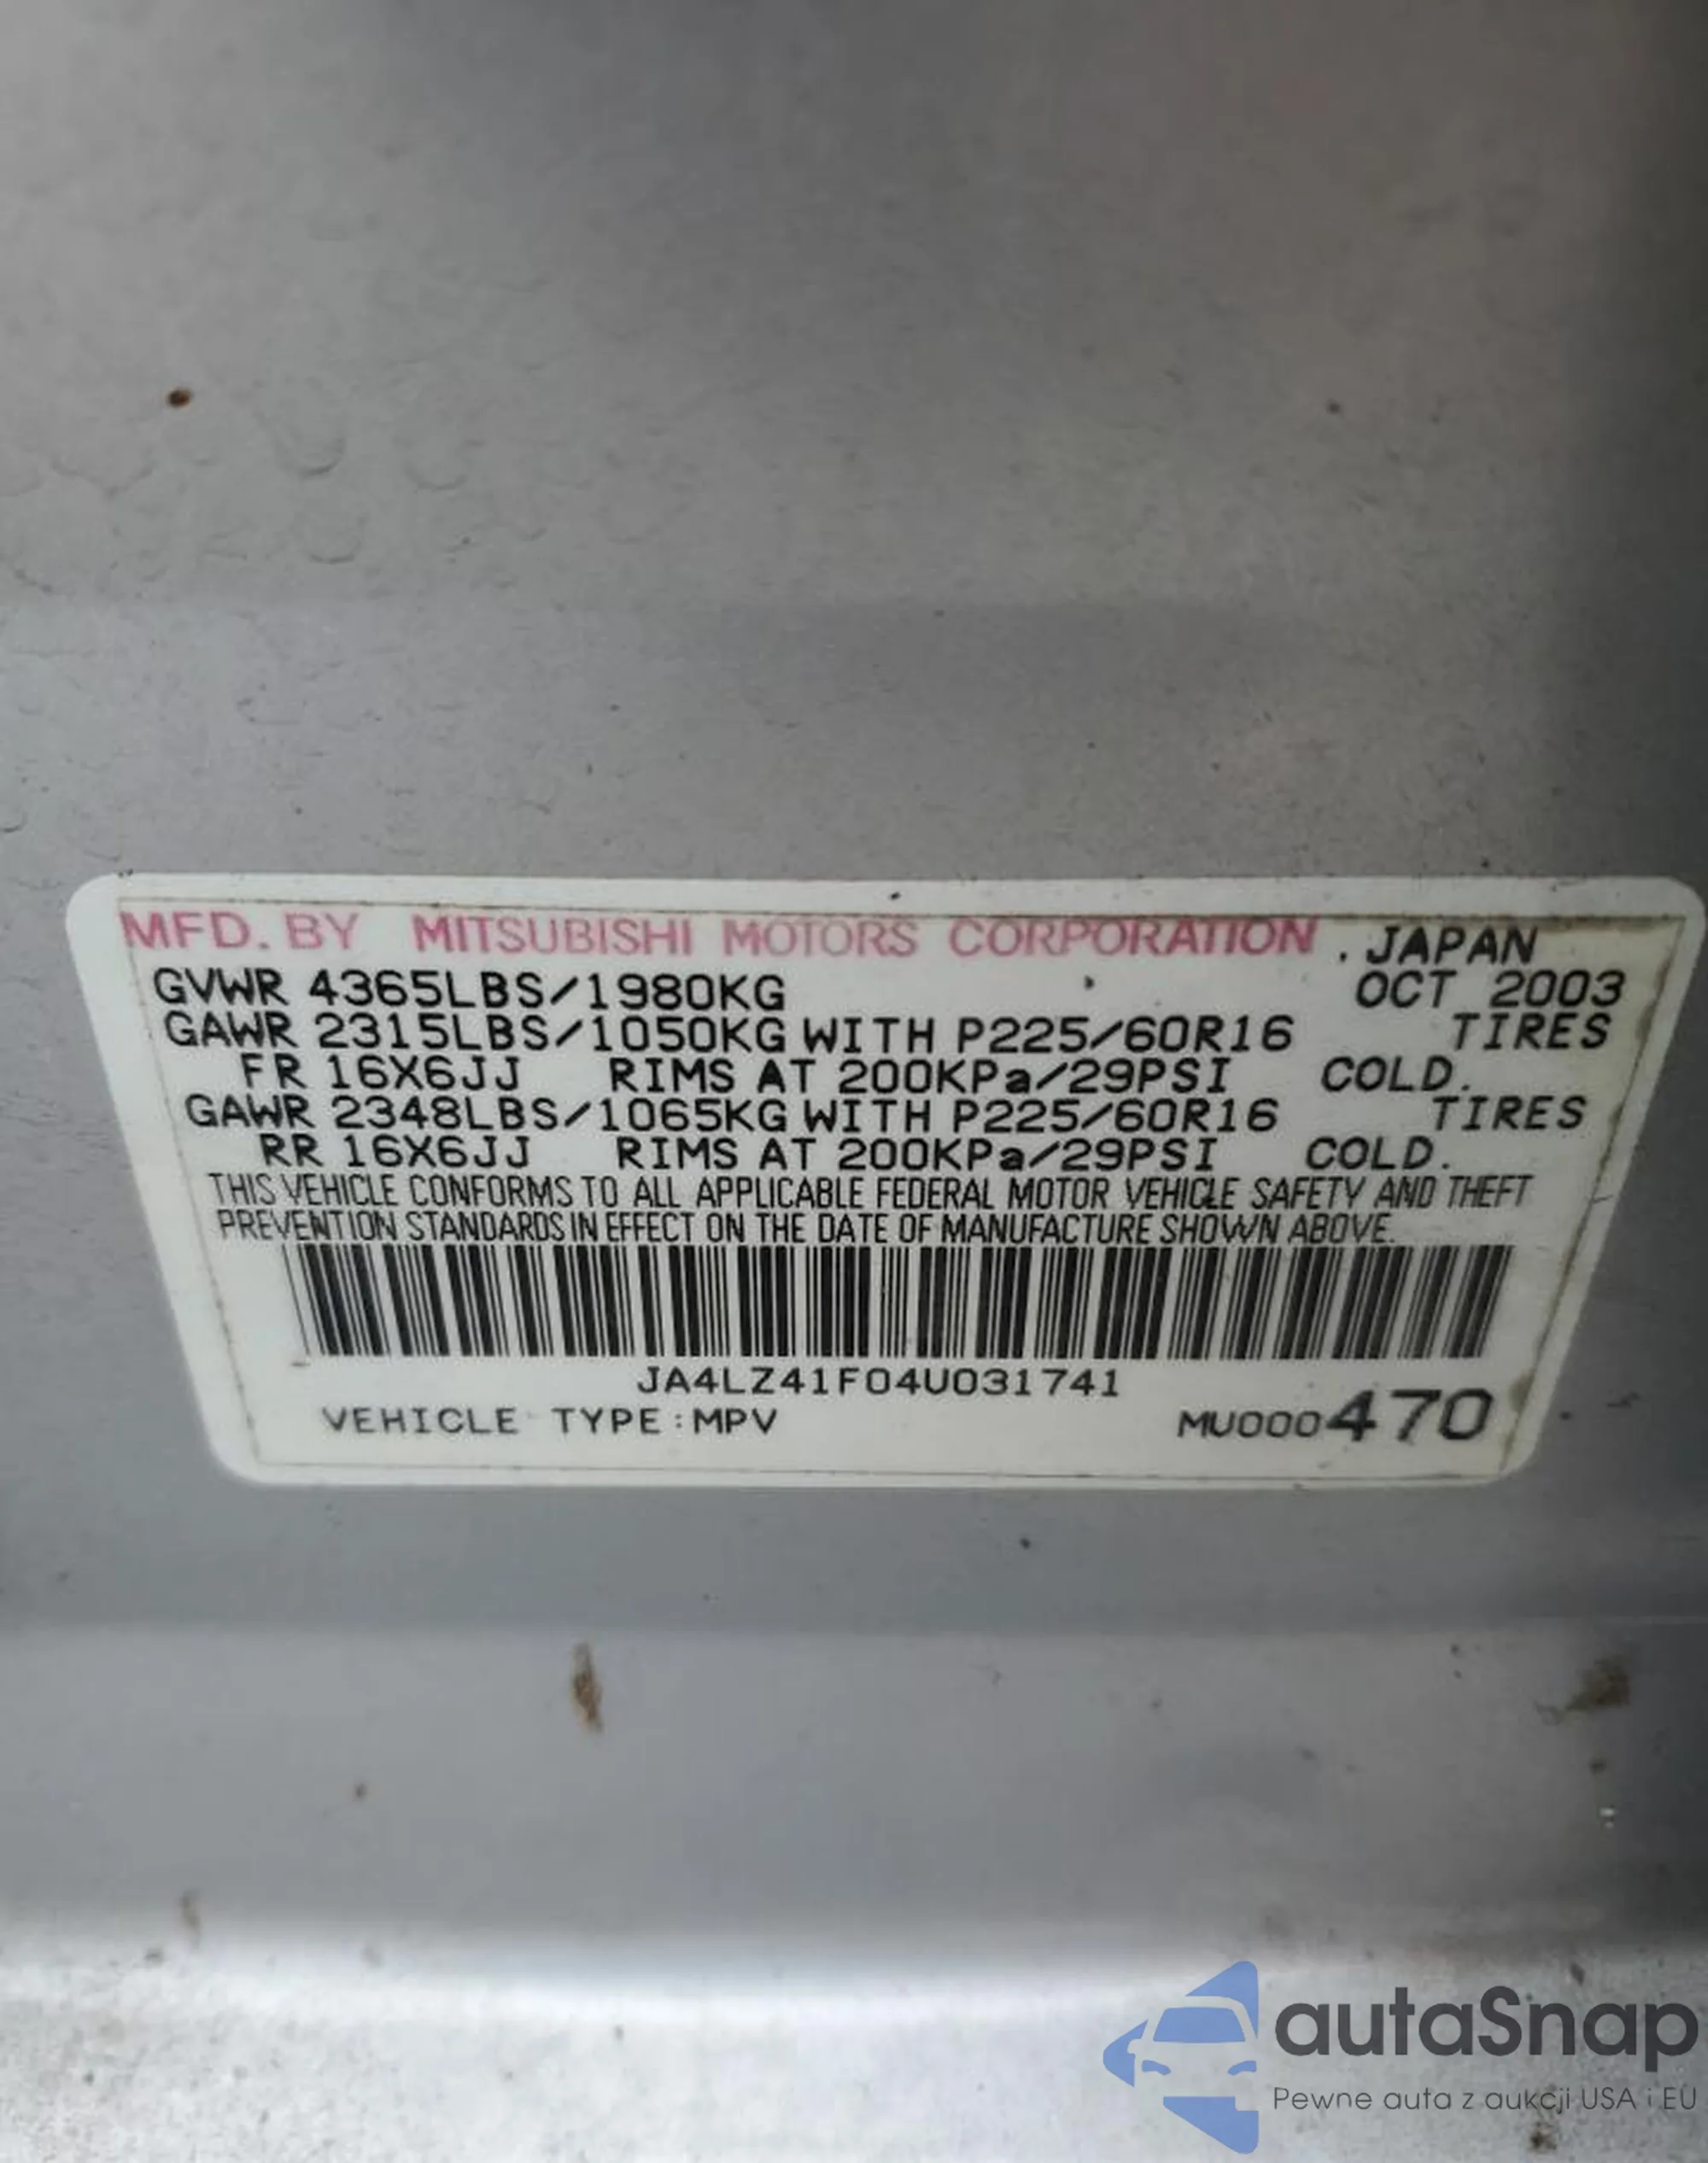 MFD. BY MITSUBISHI MOTORS CORPORATION . JAPAN
GVWR 4365LBS/1980KG OCT 2003
GAWR 2315LBS/1050KG WITH P225/60R16 TIRES
FR 16X6JJ RIMS AT 200KPa/29PSI COLD.
GAWR 2348LBS/1065KG WITH P225/60R16 TIRES
RR 16X6JJ RIMS AT 200KPa/29PSI COLD.
THIS VEHICLE CONFORMS TO ALL APPLICABLE FEDERAL MOTOR VEHICLE SAFETY AND THEFT
PREVENTION STANDARDS IN EFFECT ON THE DATE OF MANUFACTURE SHOWN ABOVE.
JA4LZ41F04U031741
VEHICLE TYPE:MPV MU000470
autaSnap
Pewne auta z aukcji USA i EU